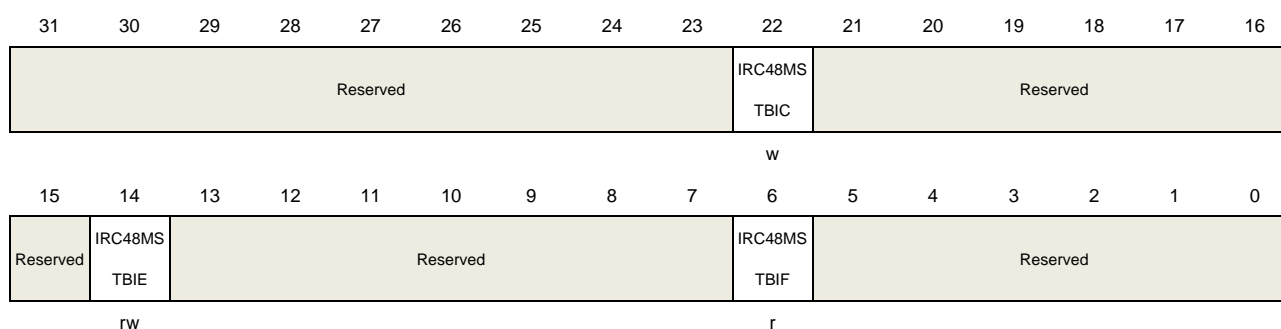 31 30 29 28 27 26 25 24 23 22 21 20 19 18 17 16
Reserved IRC48MS Reserved
TBIC
w
15 14 13 12 11 10 9 8 7 6 5 4 3 2 1 0
Reserved IRC48MS Reserved IRC48MS Reserved
TBIE TBIF
rw r